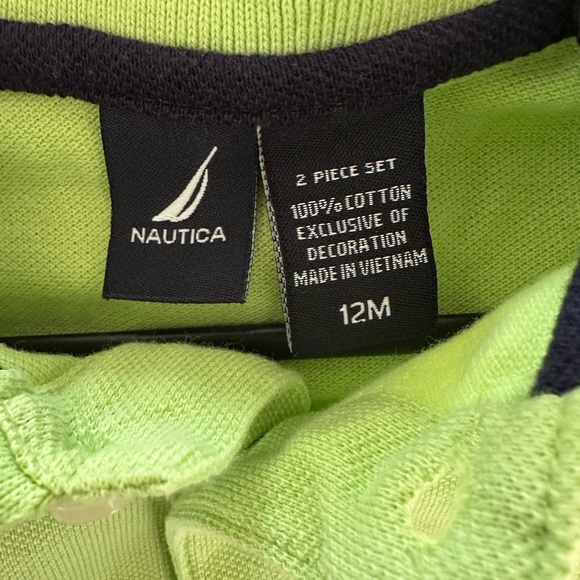 NAUTICA
2 PIECE SET
100% COTTON
EXCLUSIVE OF
DECORATION
MADE IN VIETNAM
12M